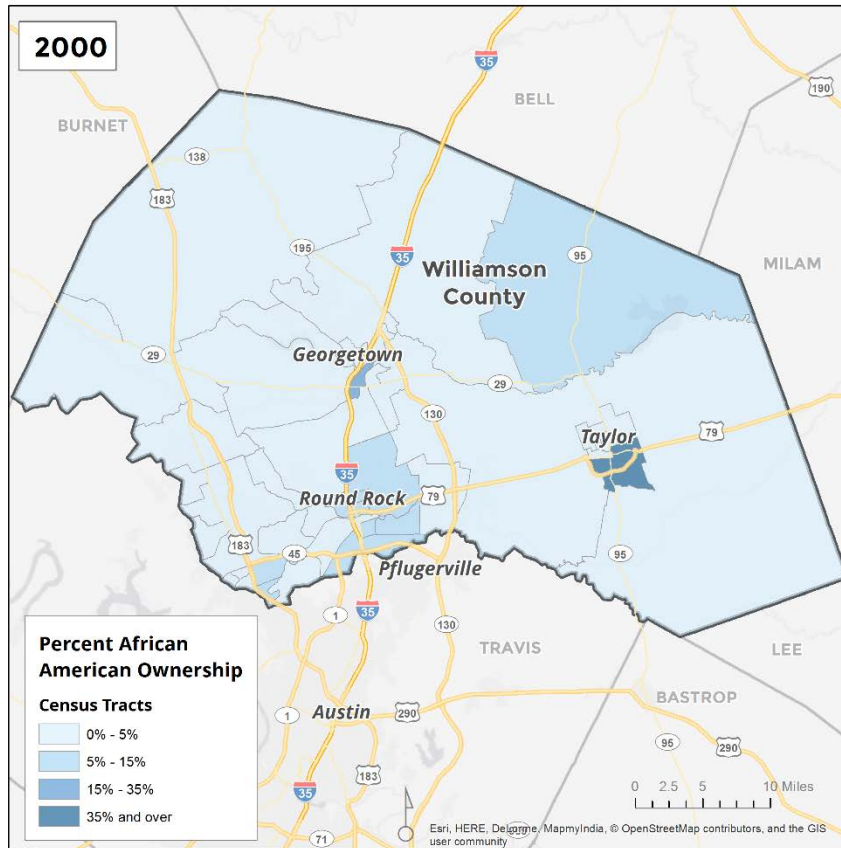 2000
35
190
BELL
BURNET
138
183
195
35
95
Williamson
County
MILAM
Georgetown
29
29
130
Taylor
79
35
Round Rock
79
183
45
95
Pflugerville
1
35
130
TRAVIS
LEE
Percent African
American Ownership
Census Tracts
0% - 5%
5% - 15%
15% - 35%
35% and over
BASTROP
1
Austin
290
95
290
183
35
71
0 2.5 5 10 Miles
Esri, HERE, DeLorme, MapmyIndia, © OpenStreetMap contributors, and the GIS
user community